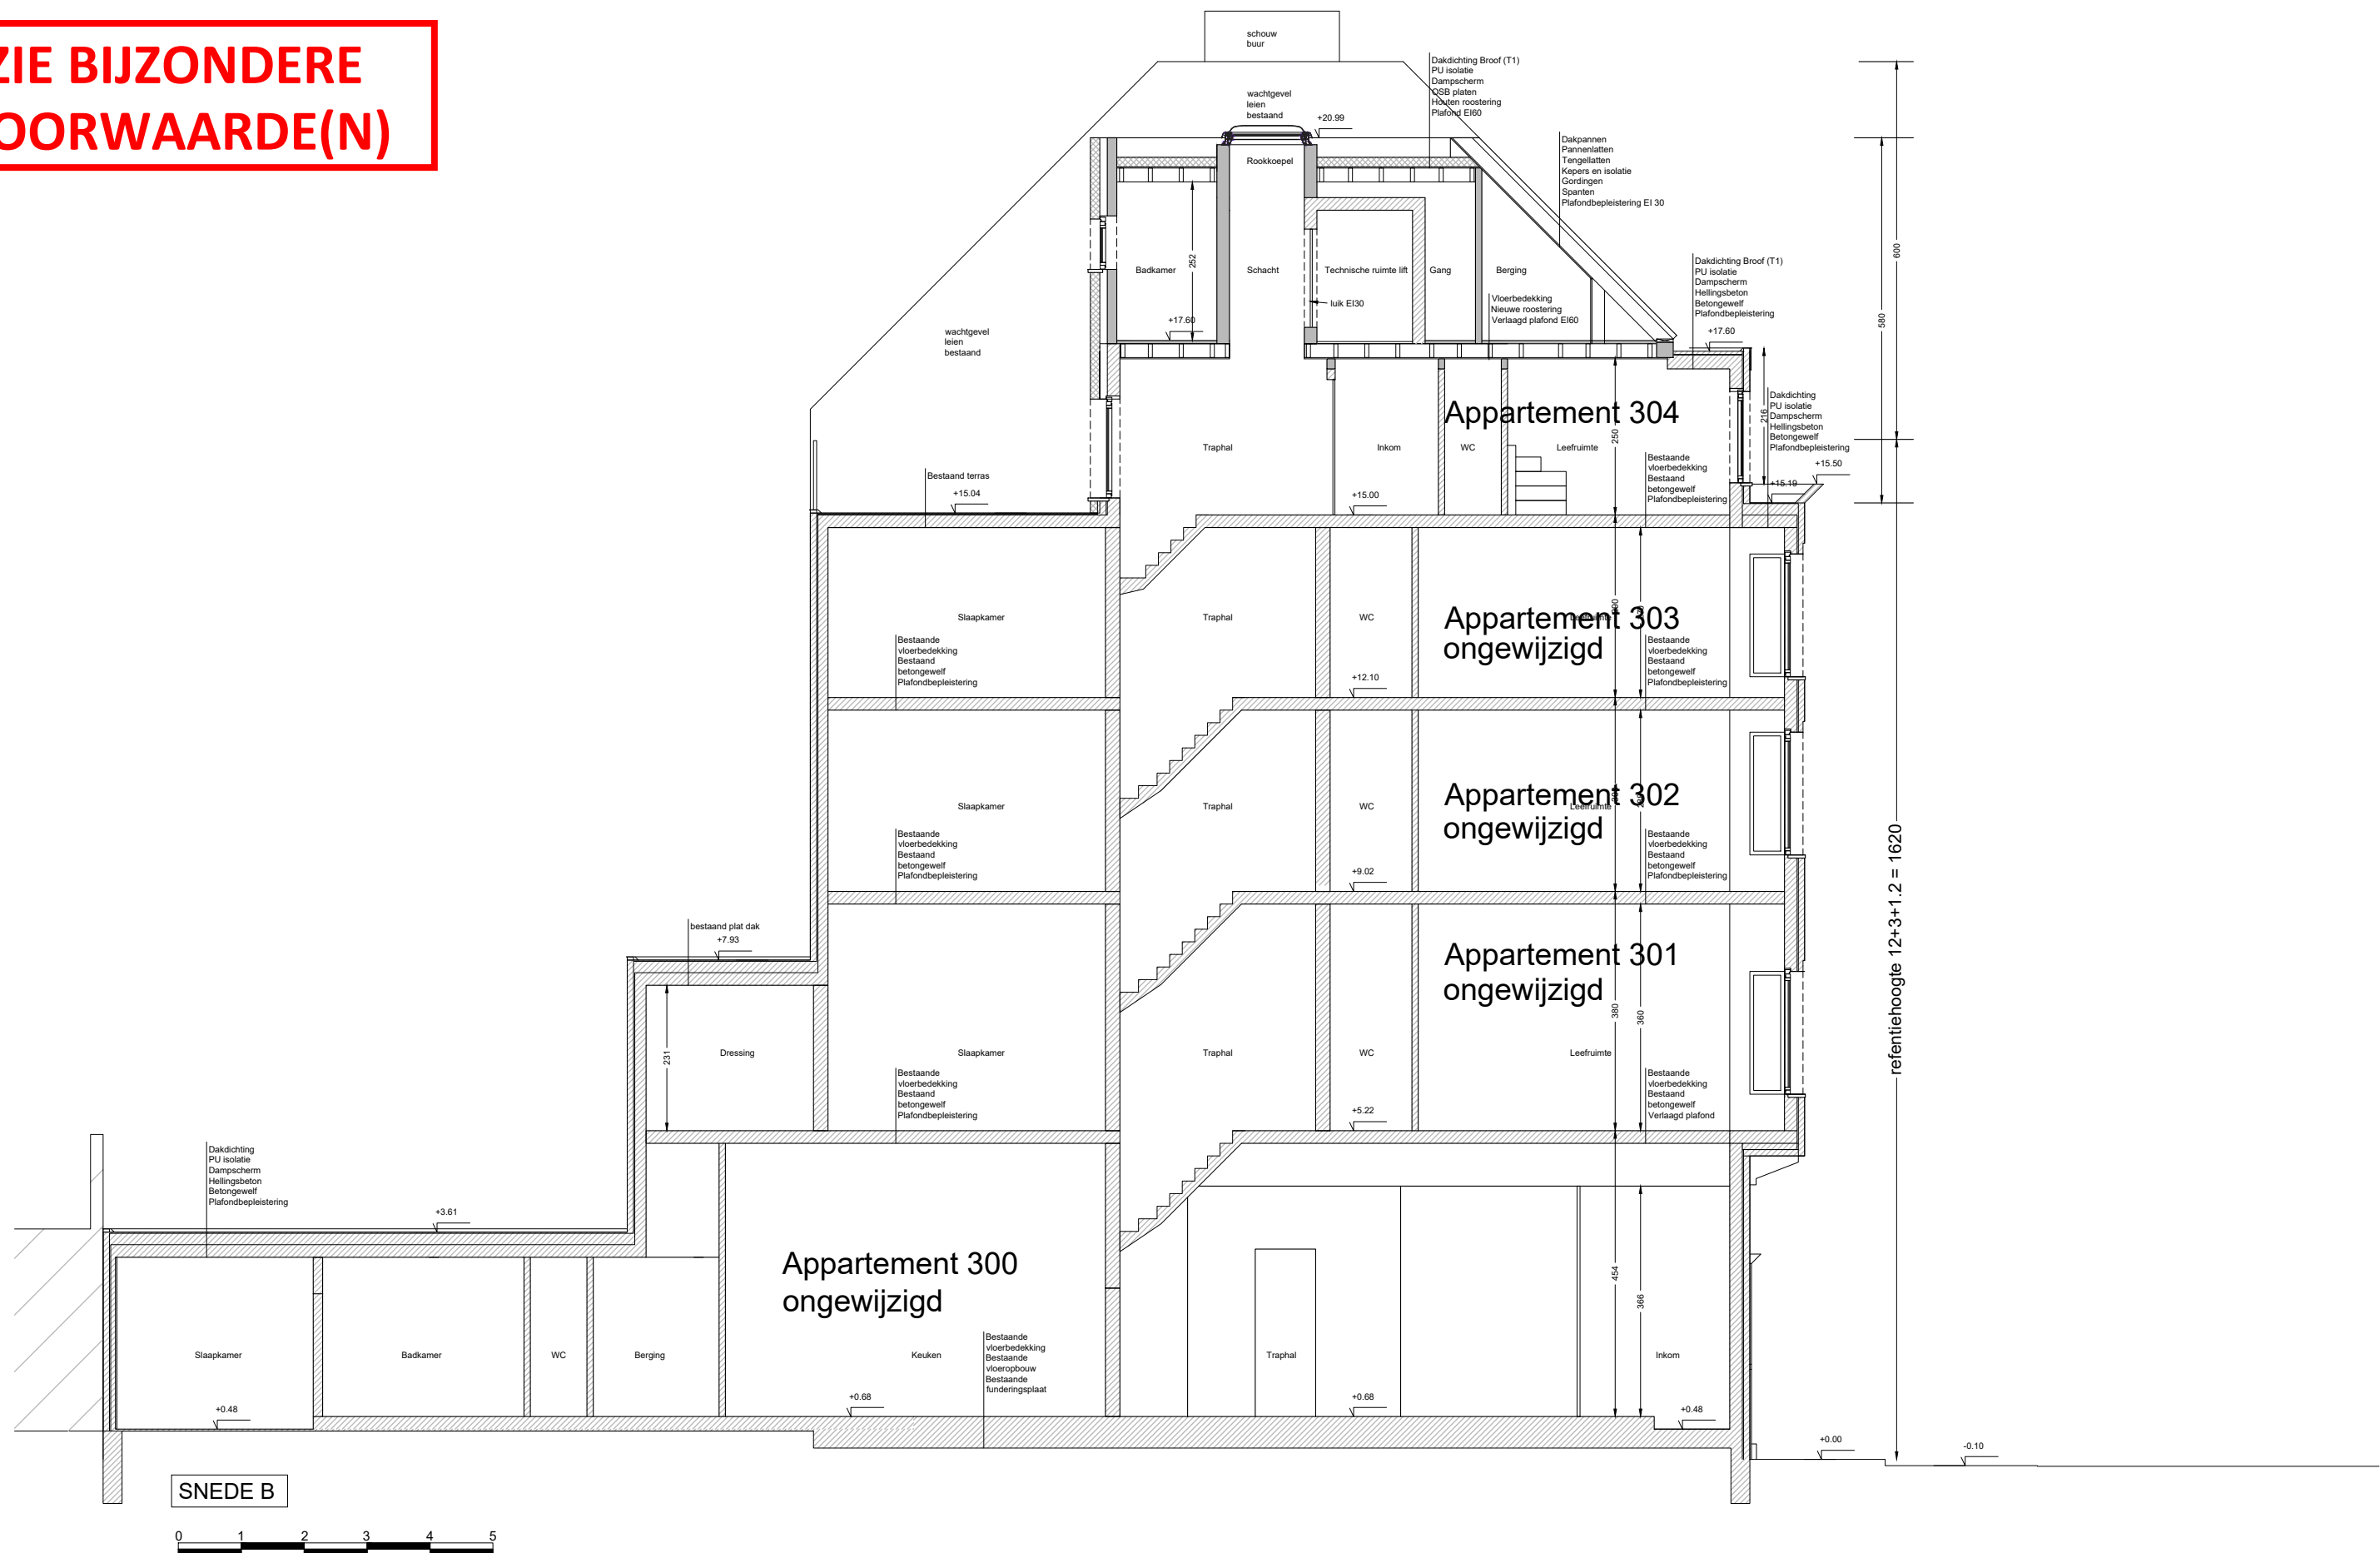 ZIE BIJZONDERE
OORWAARDE(N)
schouw
buur
wachtgevel
leien
bestaand
+20.99
Dakdichting Broof (T1)
PU isolatie
Dampscherm
OSB platen
Houten roostering
Plafond EI60
Dakpannen
Pannenlatten
Tengellatten
Kepers en isolatie
Gordingen
Spanten
Plafondbepleistering EI 30
Rookkoepel
Dakdichting Broof (T1)
PU isolatie
Dampscherm
Hellingsbeton
Betongewelf
Plafondbepleistering
+17.60
600
580
Badkamer
252
Schacht
Technische ruimte lift
Gang
Berging
luik EI30
Vloerbedekking
Nieuwe roostering
Verlaagd plafond EI60
+17.60
wachtgevel
leien
bestaand
Appartement 304
250
216
Dakdichting
PU isolatie
Dampscherm
Hellingsbeton
Betongewelf
Plafondbepleistering
+15.50
+15.19
Traphal
Inkom
WC
Leefruimte
Bestaande
vloerbedekking
Bestaand
betongewelf
Plafondbepleistering
Bestaand terras
+15.04
+15.00
Slaapkamer
Traphal
WC
Appartement 303
ongewijzigd
Leefruimte
Bestaande
vloerbedekking
Bestaand
betongewelf
Plafondbepleistering
Bestaande
vloerbedekking
Bestaand
betongewelf
Plafondbepleistering
+12.10
Slaapkamer
Traphal
WC
Appartement 302
ongewijzigd
Leefruimte
Bestaande
vloerbedekking
Bestaand
betongewelf
Plafondbepleistering
Bestaande
vloerbedekking
Bestaand
betongewelf
Plafondbepleistering
+9.02
refentiehoogte 12+3+1.2 = 1620
bestaand plat dak
+7.93
Appartement 301
ongewijzigd
380
360
231
Dressing
Slaapkamer
Traphal
WC
Leefruimte
Bestaande
vloerbedekking
Bestaand
betongewelf
Plafondbepleistering
Bestaande
vloerbedekking
Bestaand
betongewelf
Verlaagd plafond
+5.22
Dakdichting
PU isolatie
Dampscherm
Hellingsbeton
Betongewelf
Plafondbepleistering
+3.61
Appartement 300
ongewijzigd
454
366
Slaapkamer
Badkamer
WC
Berging
Keuken
Bestaande
vloerbedekking
Bestaande
vloeropbouw
Bestaande
funderingsplaat
Traphal
Inkom
+0.48
+0.68
+0.68
+0.48
+0.00
-0.10
SNEDE B
0 1 2 3 4 5